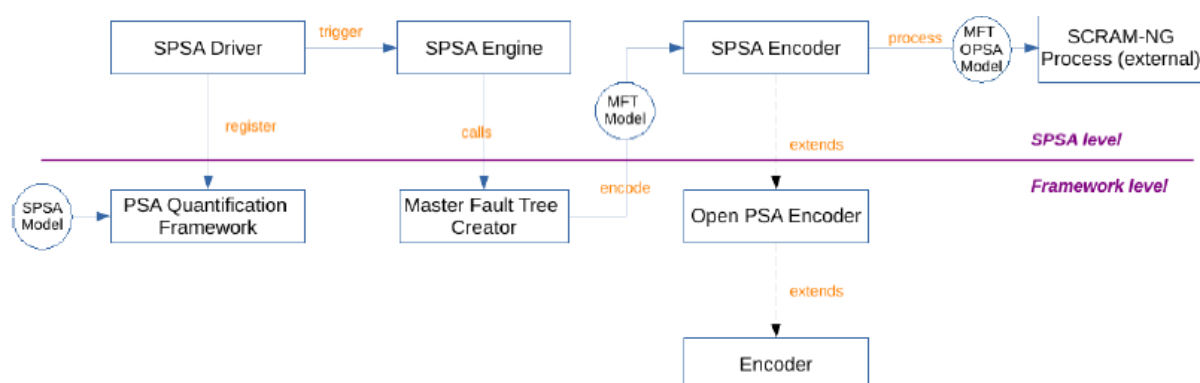 SPSA Driver
trigger
SPSA Engine
SPSA Encoder
process
MFT
OPSA
Model
SCRAM-NG
Process (external)
MFT
Model
register
calls
extends
SPSA level
Framework level
SPSA
Model
PSA Quantification
Framework
Master Fault Tree
Creator
encode
Open PSA Encoder
extends
Encoder